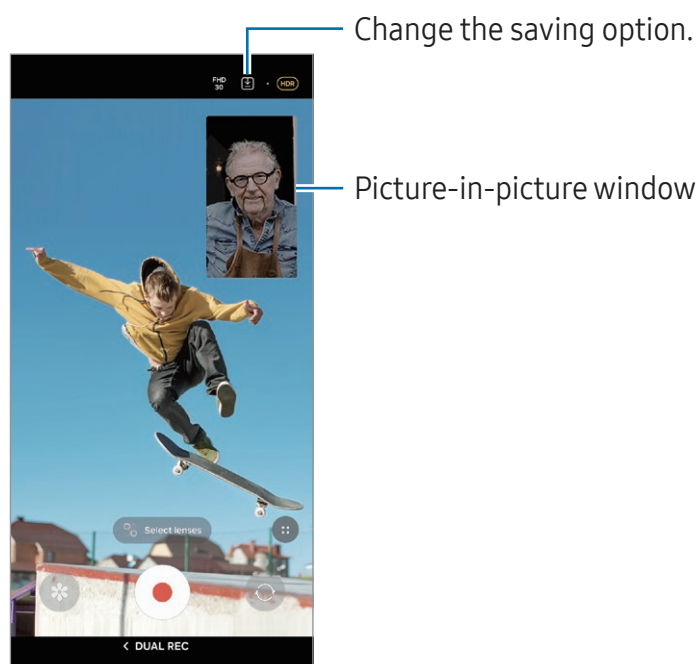 Change the saving option.
FHD
30
HDR
Picture-in-picture window
Select lenses
< DUAL REC